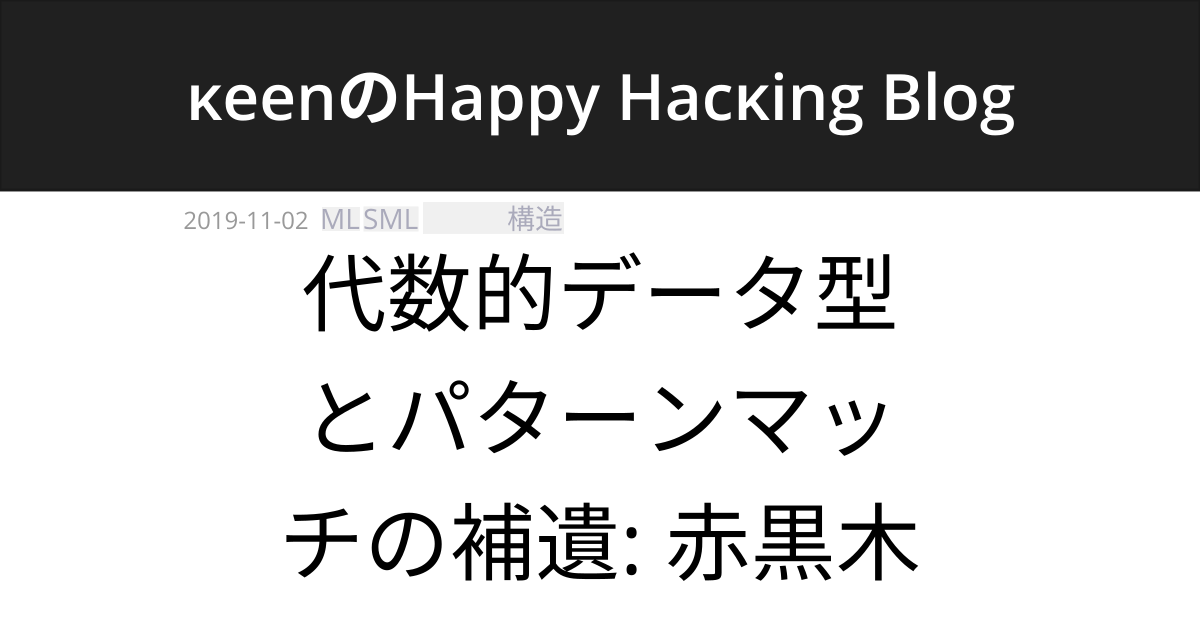 κeenのHappy Hacκing Blog
2019-11-02 ML SML 構造
代数的データ型
とパターンマッ
チの補遺: 赤黒木